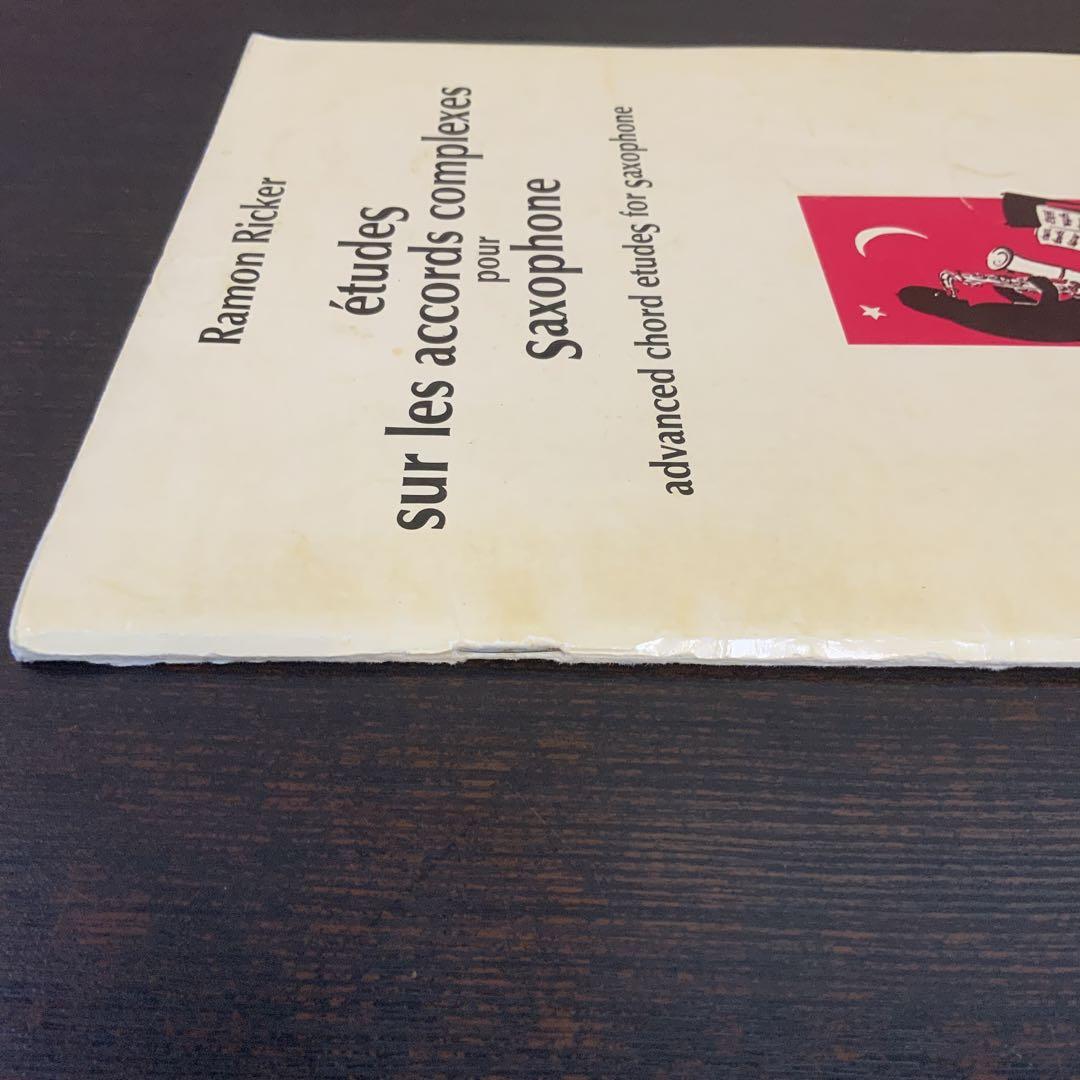 Ramon Ricker
études
sur les accords complexes
pour
saxophone
advanced chord etudes for saxophone